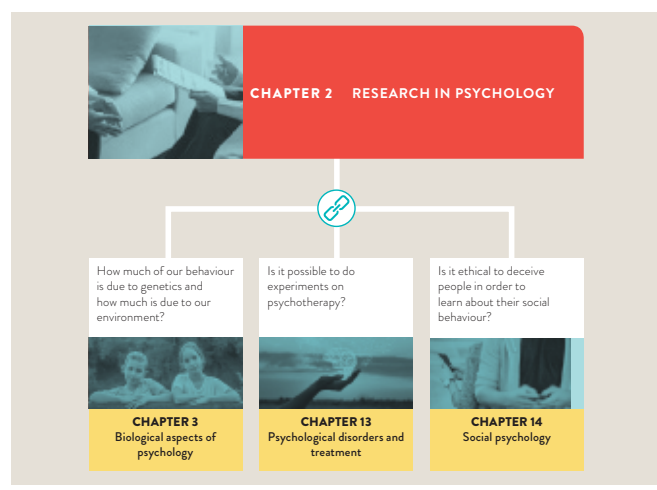 CHAPTER 2 RESEARCH IN PSYCHOLOGY
How much of our behaviour
is due to genetics and
how much is due to our
environment?
CHAPTER 3
Biological aspects of
psychology
Is it possible to do
experiments on
psychotherapy?
CHAPTER 13
Psychological disorders and
treatment
Is it ethical to deceive
people in order to
learn about their social
behaviour?
CHAPTER 14
Social psychology